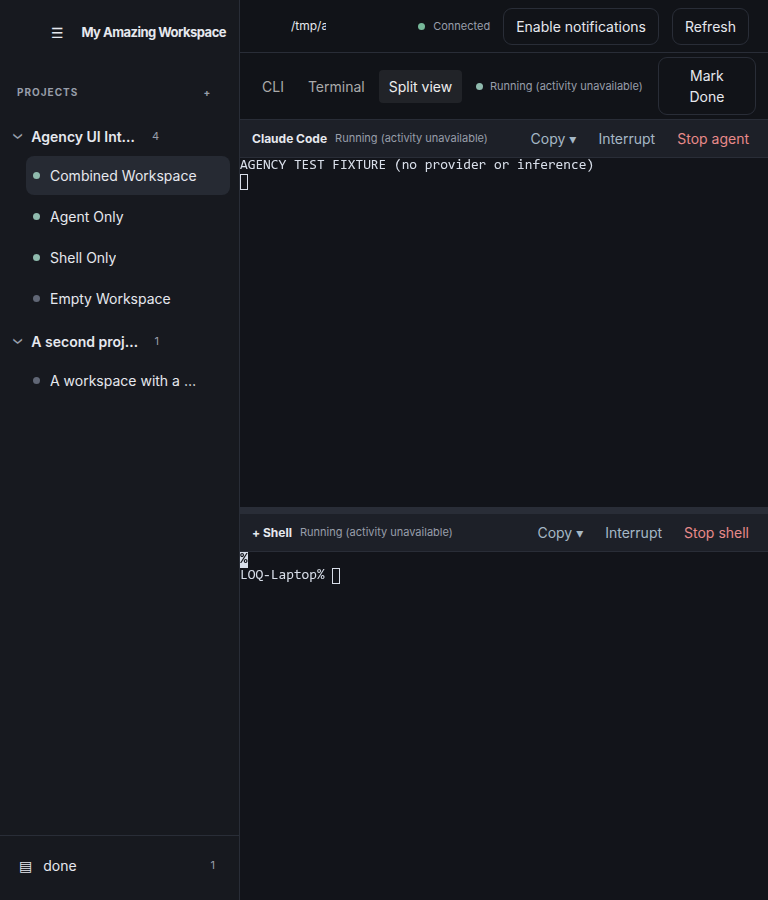 ☰ My Amazing Workspace
/tmp/a
Connected
Enable notifications
Refresh
PROJECTS +
CLI
Terminal
Split view
Running (activity unavailable)
Mark
Done
Agency UI Int... 4
Combined Workspace
Agent Only
Shell Only
Empty Workspace
A second proj... 1
A workspace with a ...
Claude Code Running (activity unavailable)
Copy ▾
Interrupt
Stop agent
AGENCY TEST FIXTURE (no provider or inference)
+ Shell Running (activity unavailable)
Copy ▾
Interrupt
Stop shell
%
LOQ-Laptop%
▤ done 1